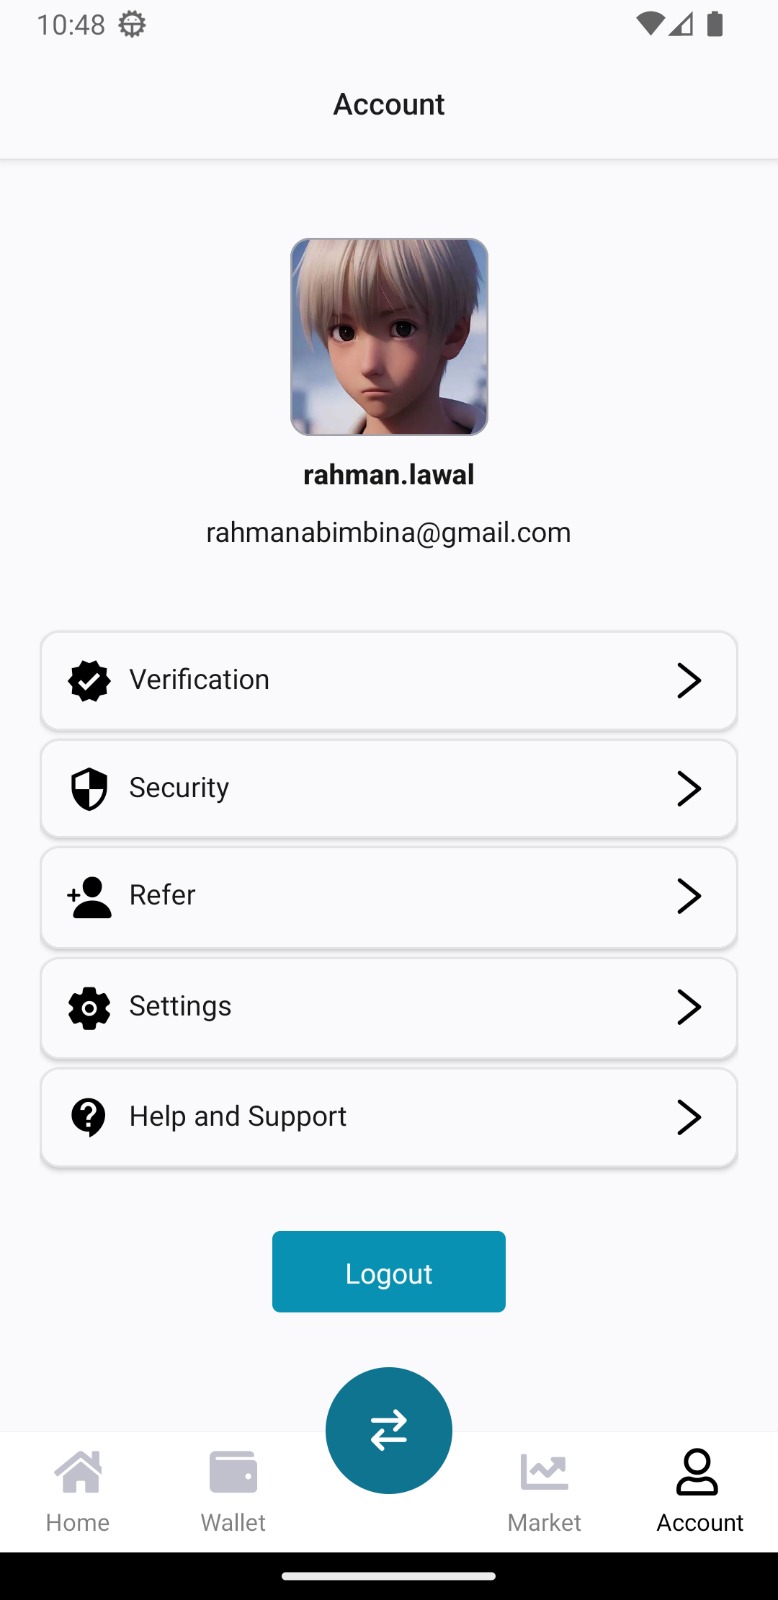 10:48
Account
rahman.lawal
rahmanabimbina@gmail.com
Verification
Security
Refer
Settings
Help and Support
Logout
Home
Wallet
Market
Account